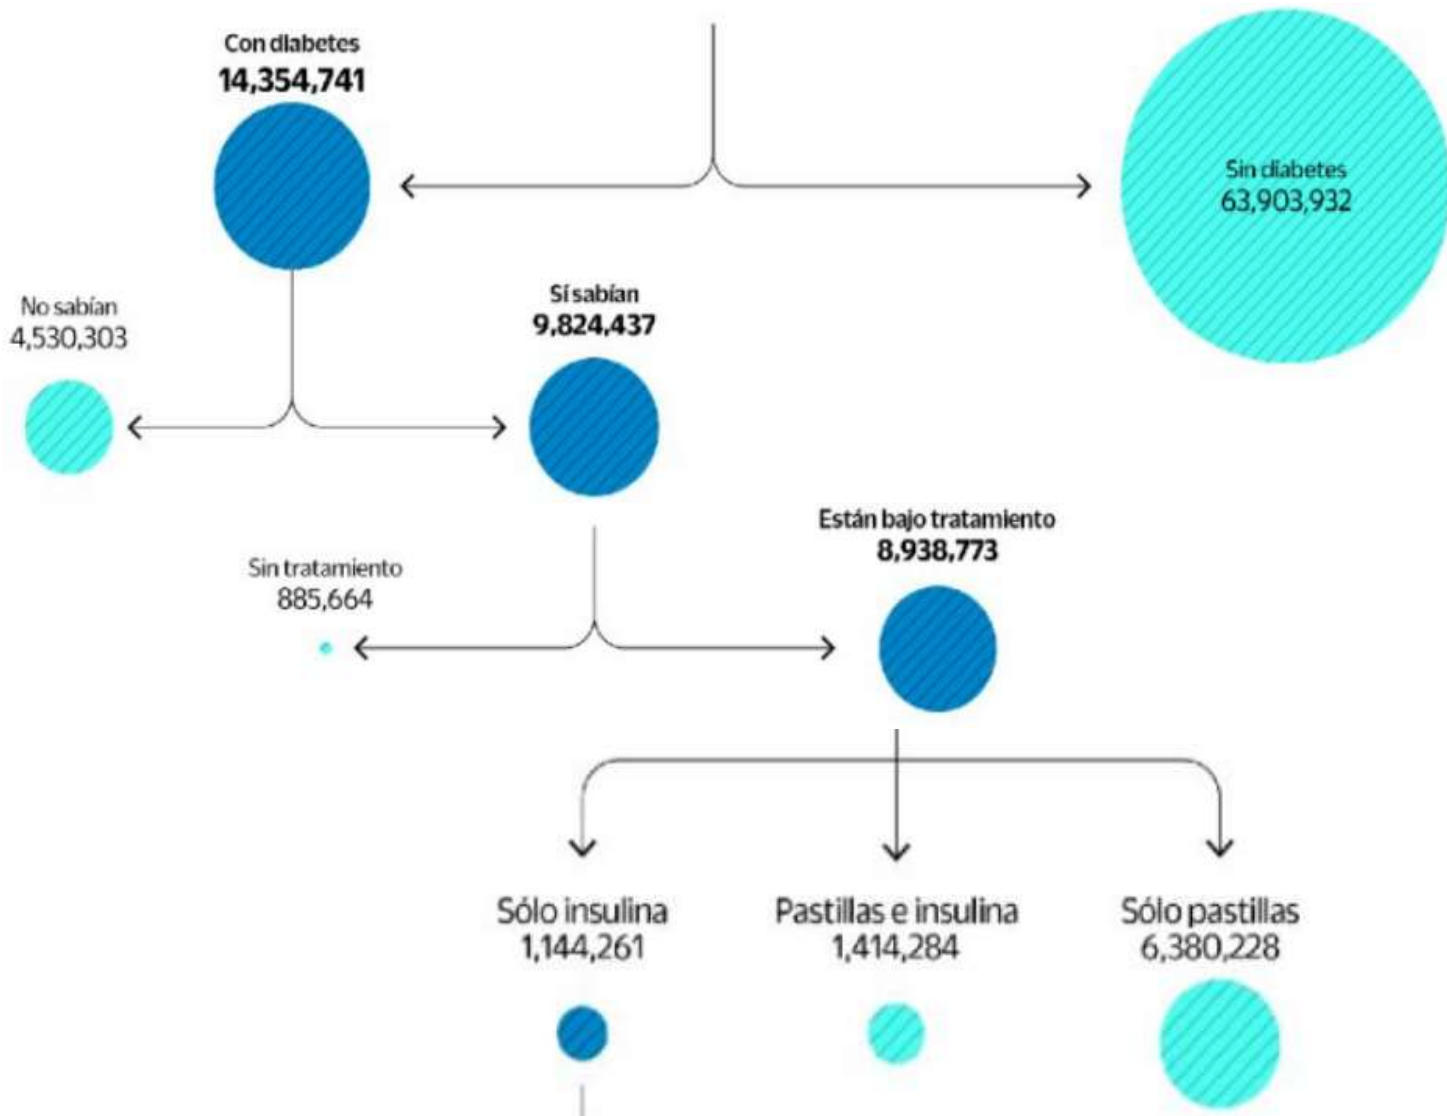 Con diabetes
14,354,741
Sin diabetes
63,903,932
No sabían
4,530,303
Sí sabían
9,824,437
Sin tratamiento
885,664
Están bajo tratamiento
8,938,773
Sólo insulina
1,144,261
Pastillas e insulina
1,414,284
Sólo pastillas
6,380,228